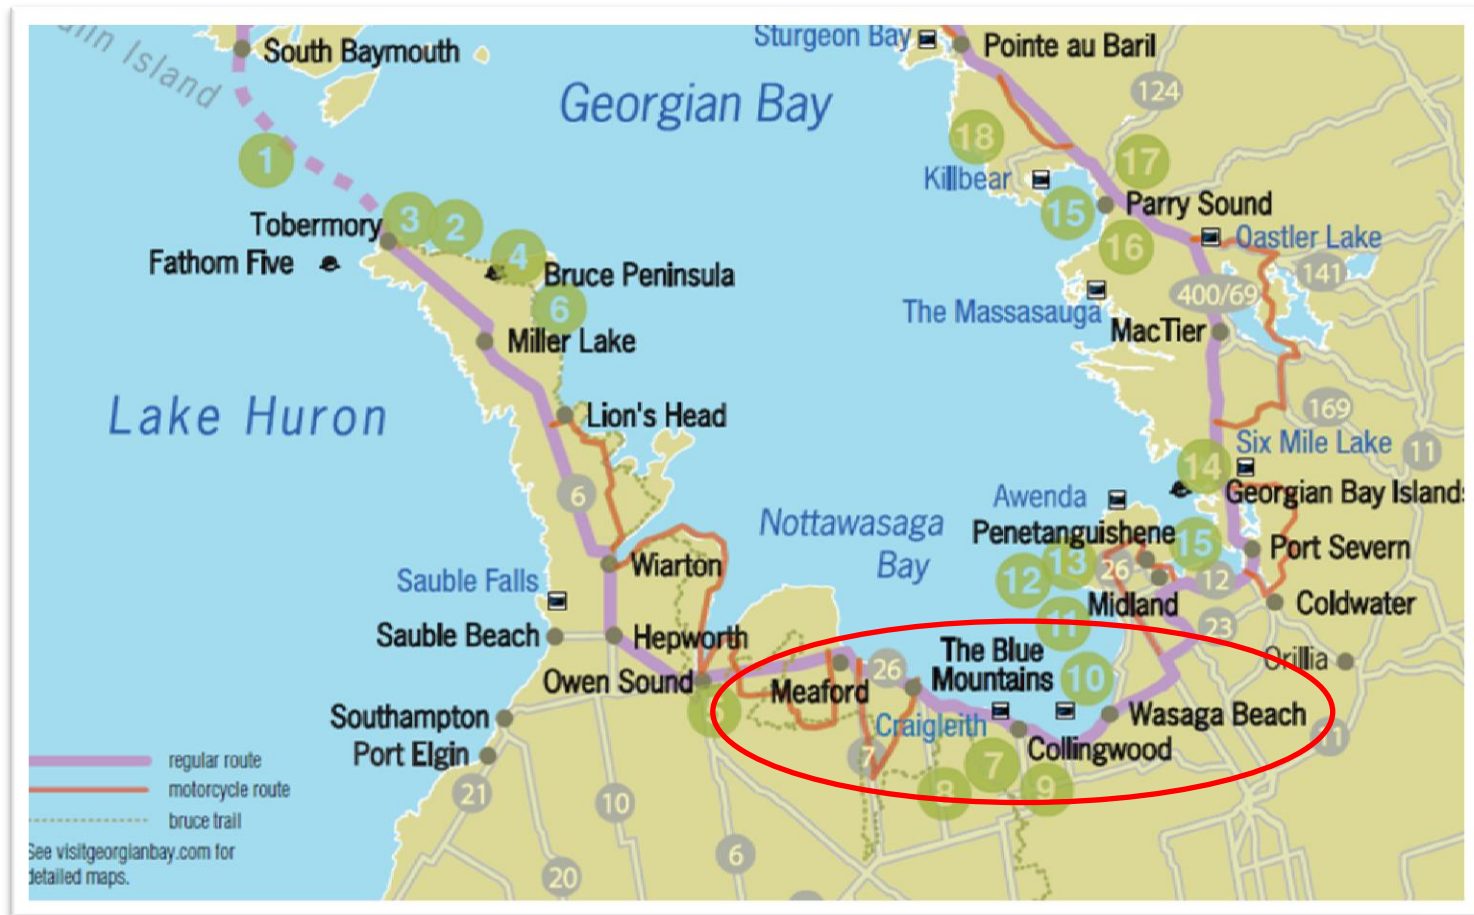 ulin Island
South Baymouth
Sturgeon Bay
Pointe au Baril
Georgian Bay
124
18
17
1
Killbear
15
Parry Sound
Tobermory
3
2
16
Oastler Lake
Fathom Five
4
Bruce Peninsula
141
6
The Massasauga
400/69
MacTier
Miller Lake
Lake Huron
Lion's Head
169
Six Mile Lake
11
14
6
Awenda
Georgian Bay Islands
Nottawasaga
Bay
Penetanguishene
15
Port Severn
Wiarton
13
26
12
12
Sauble Falls
Midland
Coldwater
11
23
Sauble Beach
Hepworth
The Blue
Mountains
Orillia
Owen Sound
Meaford
26
10
Southampton
5
Craigleith
Wasaga Beach
Port Elgin
7
Collingwood
11
regular route
7
motorcycle route
21
10
8
9
bruce trail
See visitgeorgianbay.com for
detailed maps.
6
20